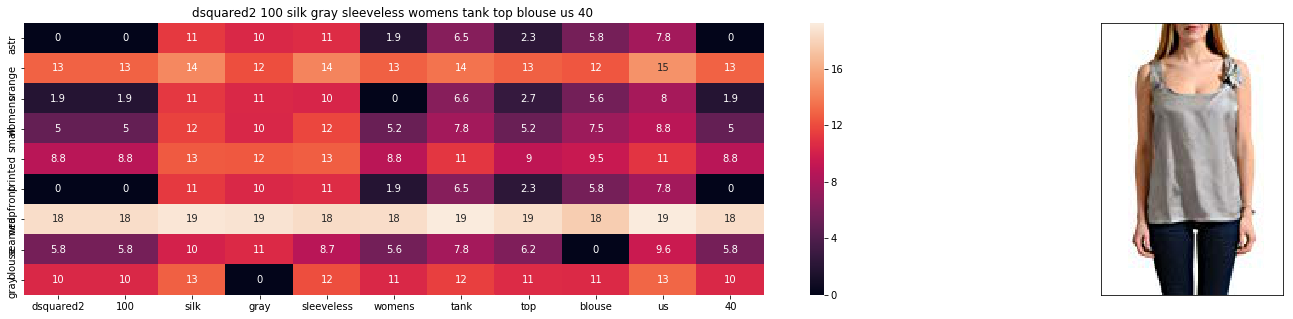 dsquared2 100 silk gray sleeveless womens tank top blouse us 40
astr 0 0 11 10 11 1.9 6.5 2.3 5.8 7.8 0
orange 13 13 14 12 14 13 14 13 12 15 13
womens 1.9 1.9 11 11 10 0 6.6 2.7 5.6 8 1.9
small 5 5 12 10 12 5.2 7.8 5.2 7.5 8.8 5
printed 8.8 8.8 13 12 13 8.8 11 9 9.5 11 8.8
0 0 11 10 11 1.9 6.5 2.3 5.8 7.8 0
18 18 19 19 18 18 19 19 18 19 18
blouse 5.8 5.8 10 11 8.7 5.6 7.8 6.2 0 9.6 5.8
gray 10 10 13 0 12 11 12 11 11 13 10
dsquared2 100 silk gray sleeveless womens tank top blouse us 40
16
12
8
4
0